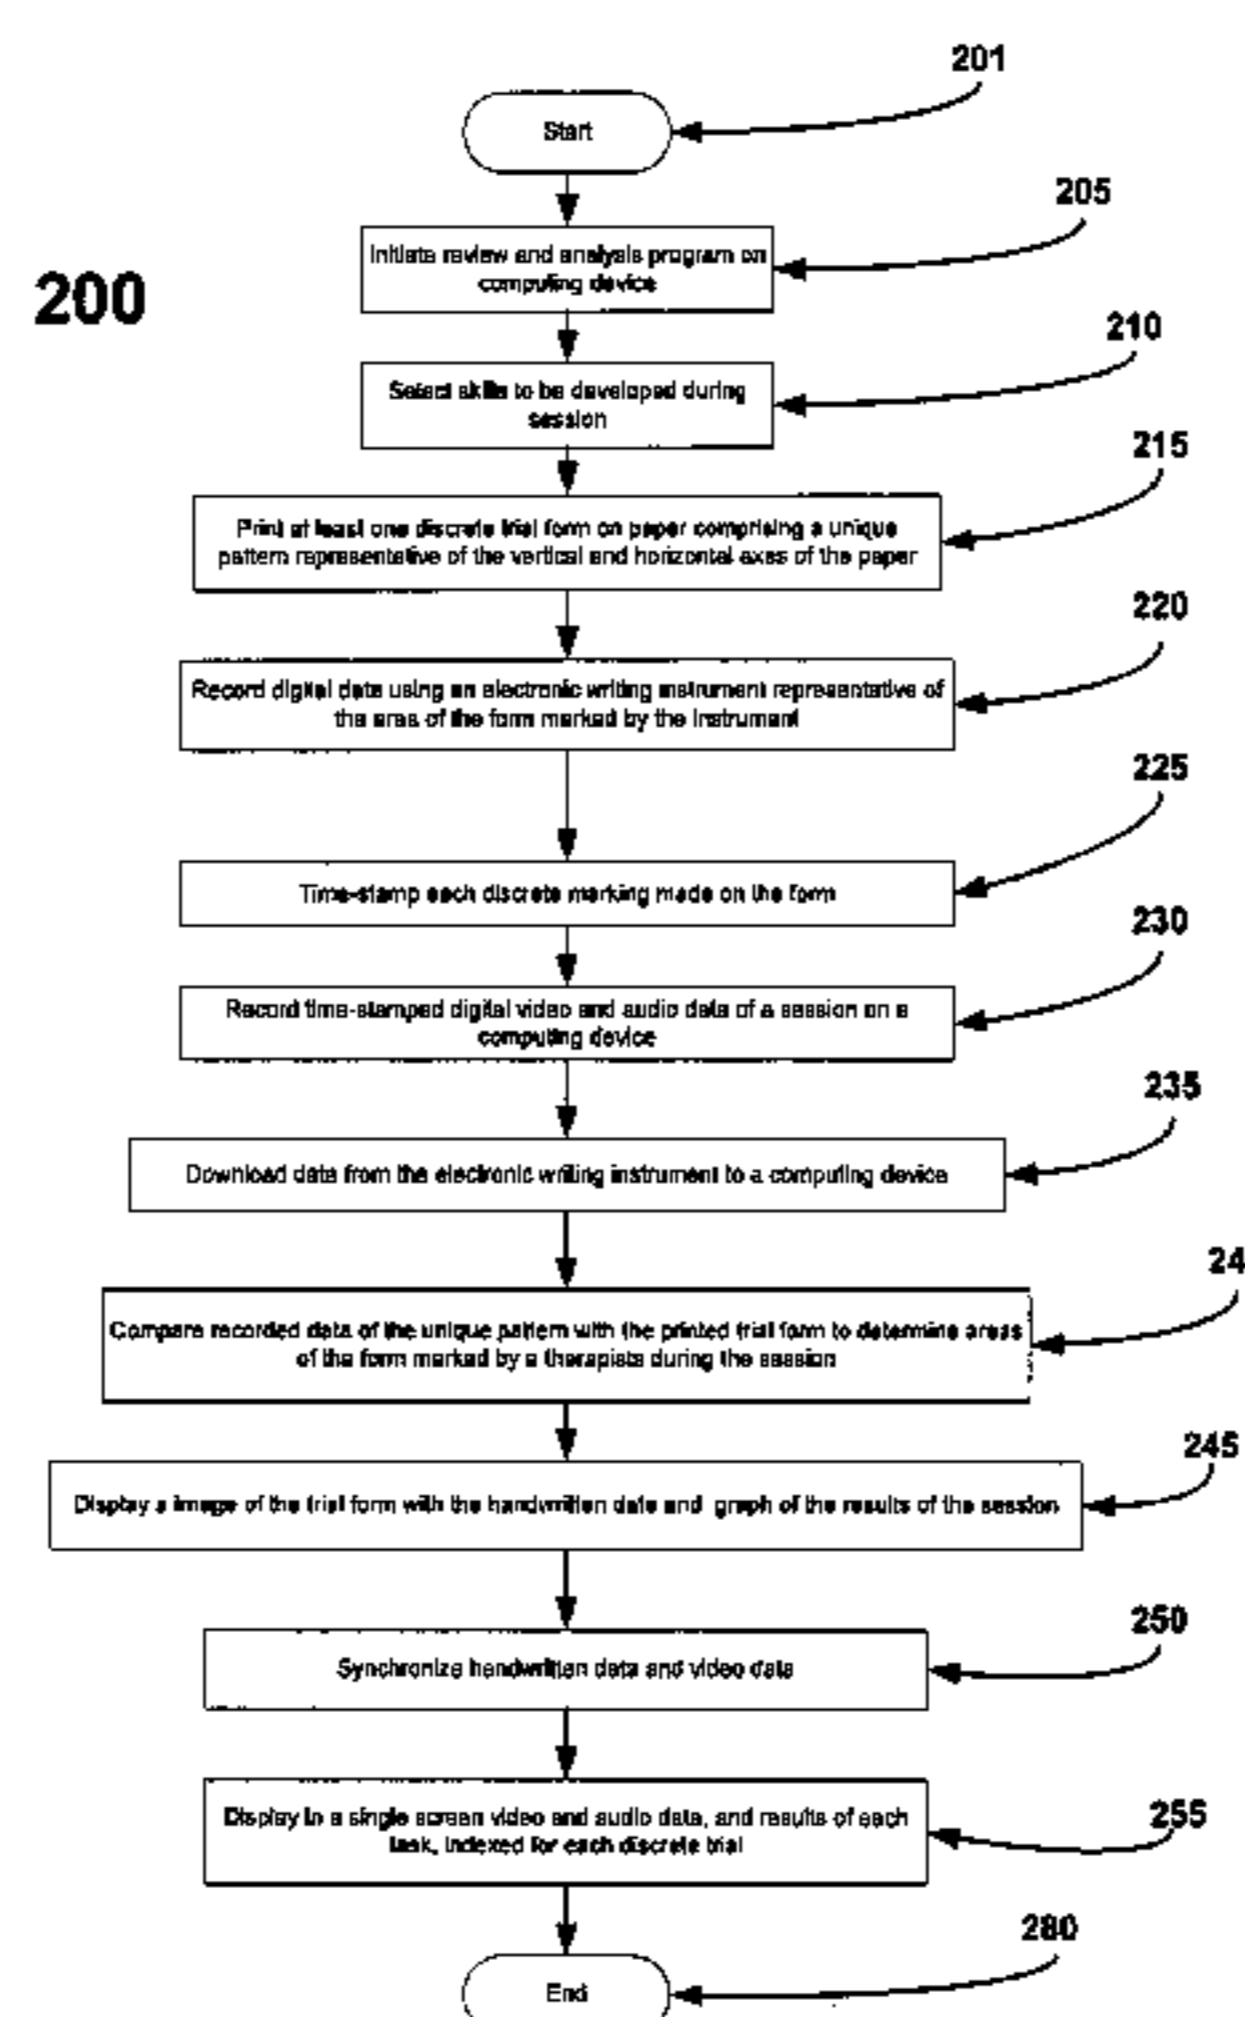 201
Start
205
Initiate review and analysis program on
computing device
200
210
Select skills to be developed during
session
215
Print at least one discrete trial form on paper comprising a unique
pattern representative of the vertical and horizontal axes of the paper
220
Record digital data using an electronic writing instrument representative of
the area of the form marked by the instrument
225
Time-stamp each discrete marking made on the form
230
Record time-stamped digital video and audio data of a session on a
computing device
235
Download data from the electronic writing instrument to a computing device
24
Compare recorded data of the unique pattern with the printed trial form to determine areas
of the form marked by a therapists during the session
245
Display a image of the trial form with the handwritten data and graph of the results of the session
250
Synchronize handwritten data and video data
Display in a single screen video and audio data, and results of each
task, indexed for each discrete trial
255
280
End